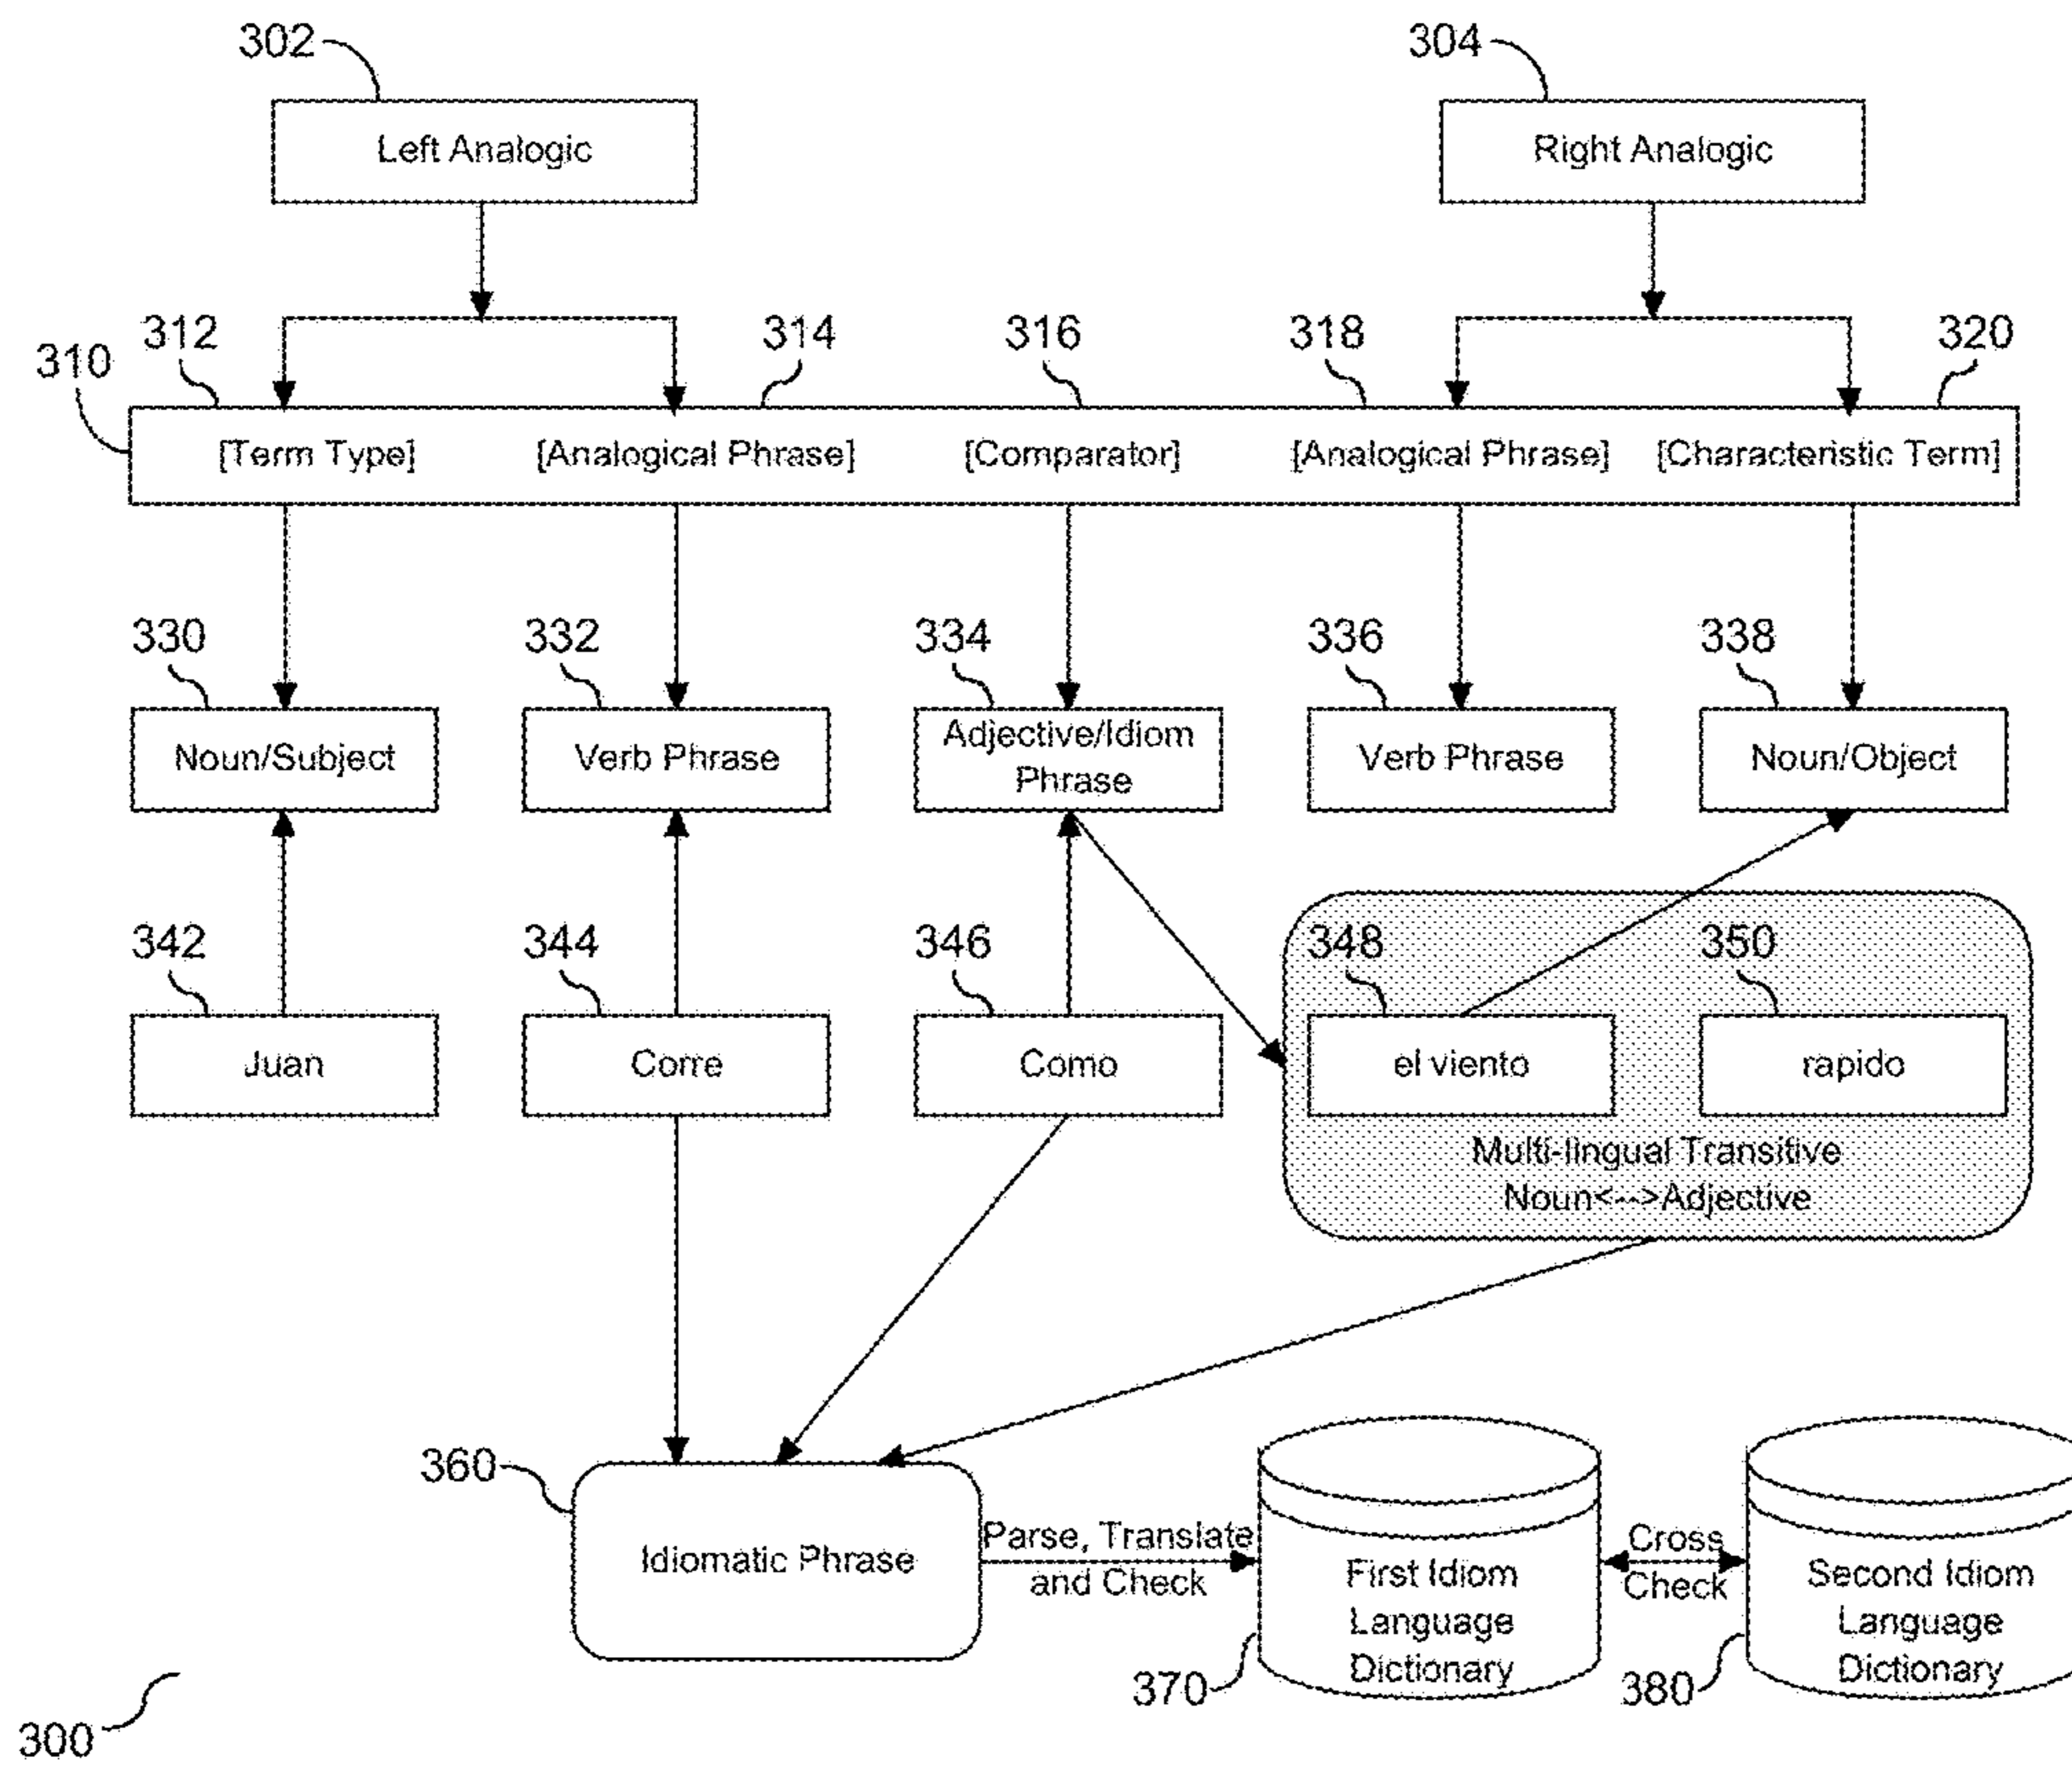 302
304
Left Analogic
Right Analogic
310
312
314
316
318
320
[Term Type]
[Analogical Phrase]
[Comparator]
[Analogical Phrase]
[Characteristic Term]
330
332
334
336
338
Noun/Subject
Verb Phrase
Adjective/Idiom
Phrase
Verb Phrase
Noun/Object
342
344
346
348
350
Juan
Corre
Como
el viento
rapido
Multi-lingual Transitive
Noun<-->Adjective
360
Idiomatic Phrase
Parse, Translate
and Check
First Idiom
Language
Dictionary
370
Cross
Check
Second Idiom
Language
Dictionary
380
300